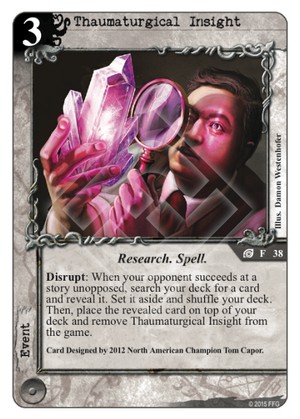 3
Thaumaturgical Insight
Illus. Damon Westenhofer
F 38
Research. Spell.
Disrupt: When your opponent succeeds at a
story unopposed, search your deck for a card
and reveal it. Set it aside and shuffle your deck.
Then, place the revealed card on top of your
deck and remove Thaumaturgical Insight from
the game.
Card Designed by 2012 North American Champion Tom Capor.
Event
© 2015 FFG